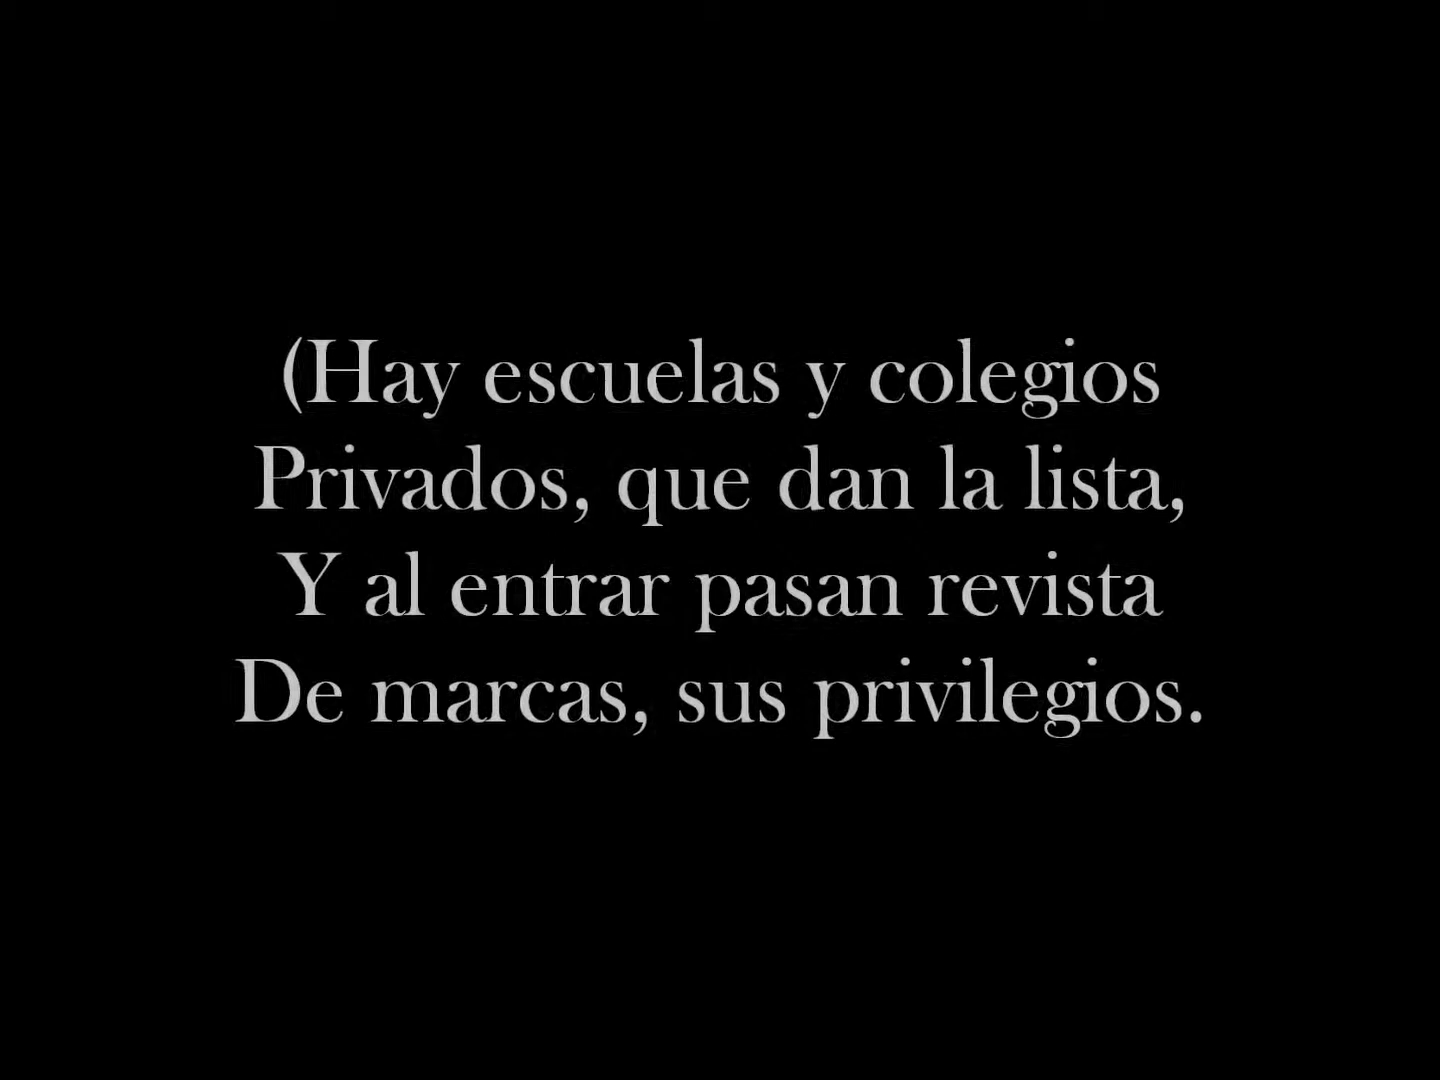 (Hay escuelas y colegios
Privados, que dan la lista,
Y al entrar pasan revista
De marcas, sus privilegios.